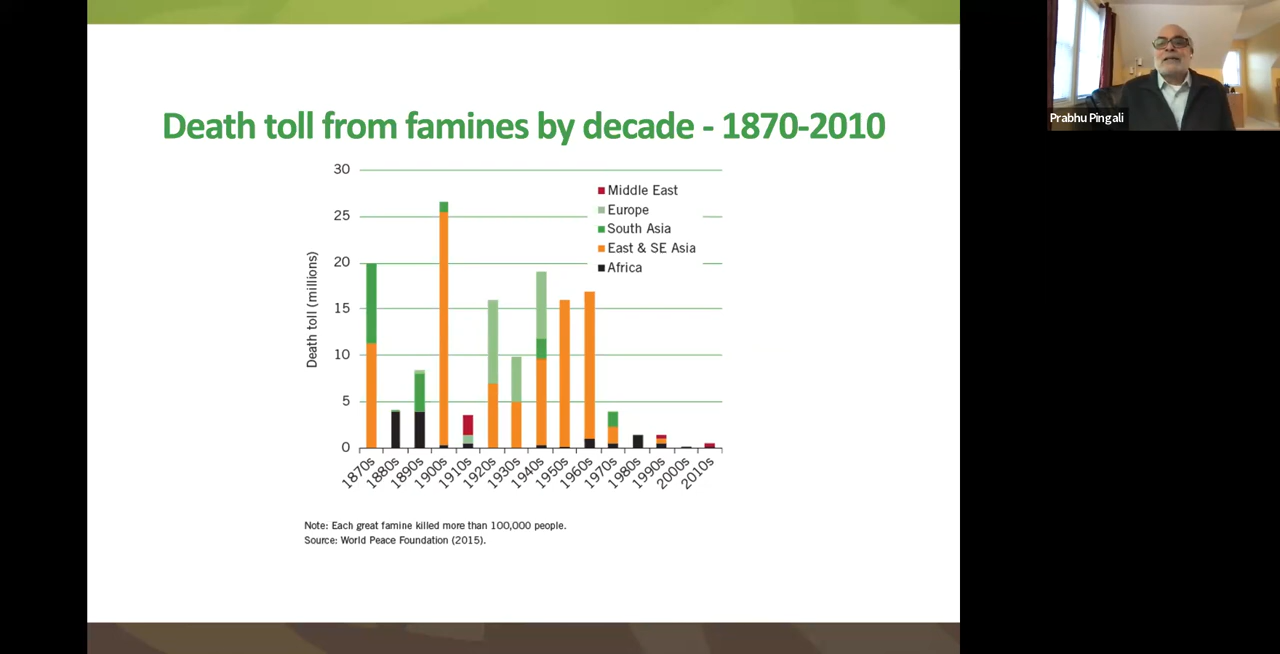 Death toll from famines by decade - 1870-2010
Prabhu Pingali
30
25
20
15
10
5
0
Death toll (millions)
Middle East
Europe
South Asia
East & SE Asia
Africa
1870s
1880s
1890s
1900s
1910s
1920s
1930s
1940s
1950s
1960s
1970s
1980s
1990s
2000s
2010s
Note: Each great famine killed more than 100,000 people.
Source: World Peace Foundation (2015).